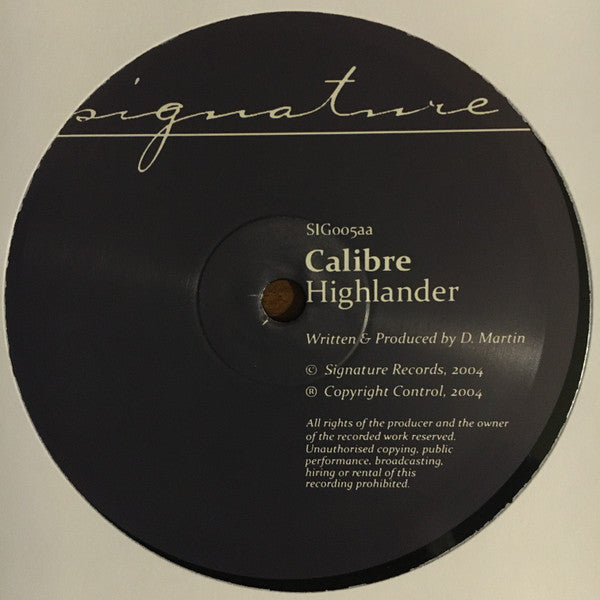 signature
SIG005aa
Calibre
Highlander
Written & Produced by D. Martin
© Signature Records, 2004
® Copyright Control, 2004
All rights of the producer and the owner
of the recorded work reserved.
Unauthorised copying, public
performance, broadcasting,
hiring or rental of this
recording prohibited.